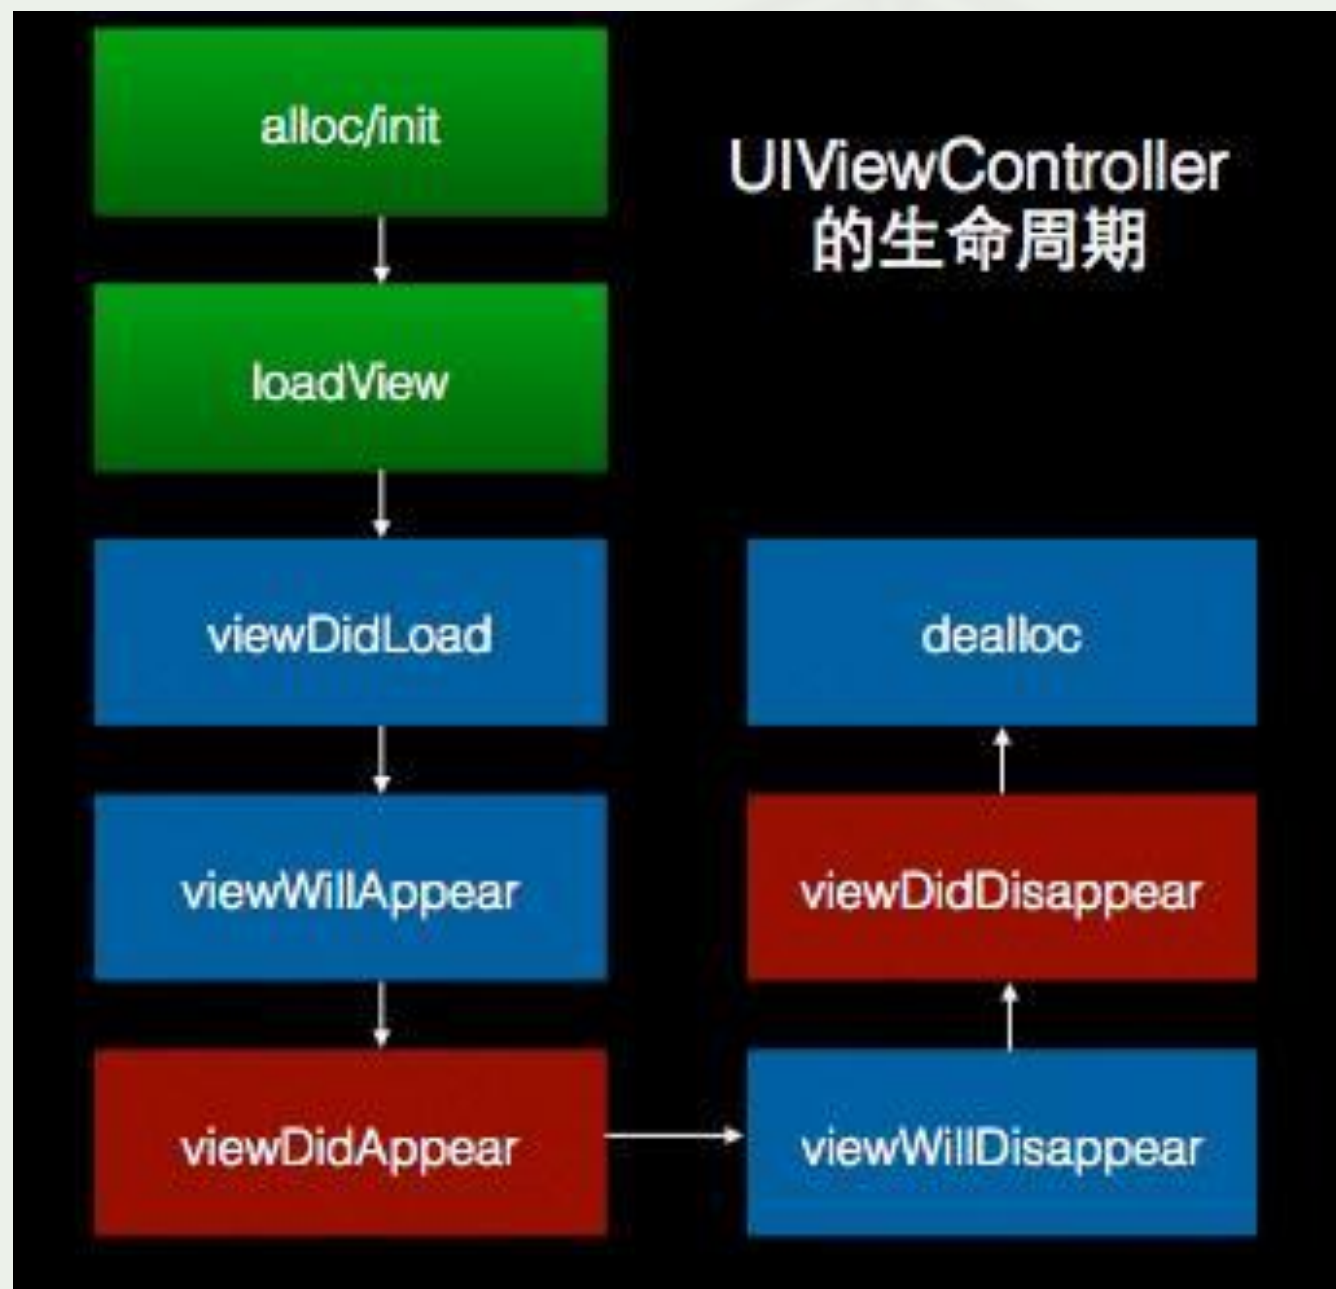 alloc/init
UIViewController
的生命周期
loadView
viewDidLoad
dealloc
viewWillAppear
viewDidDisappear
viewDidAppear
viewWillDisappear